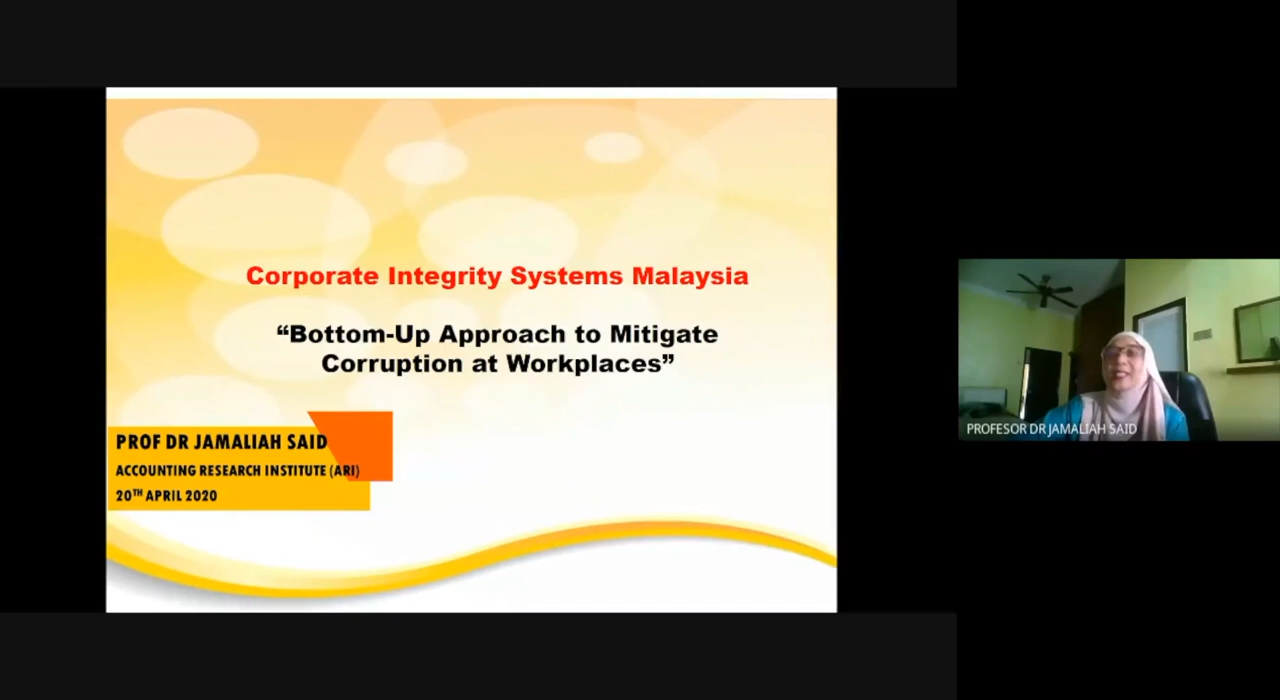 Corporate Integrity Systems Malaysia
“Bottom-Up Approach to Mitigate
Corruption at Workplaces”
PROF DR JAMALIAH SAID
ACCOUNTING RESEARCH INSTITUTE (ARI)
20TH APRIL 2020
PROFESOR DR JAMALIAH SAID